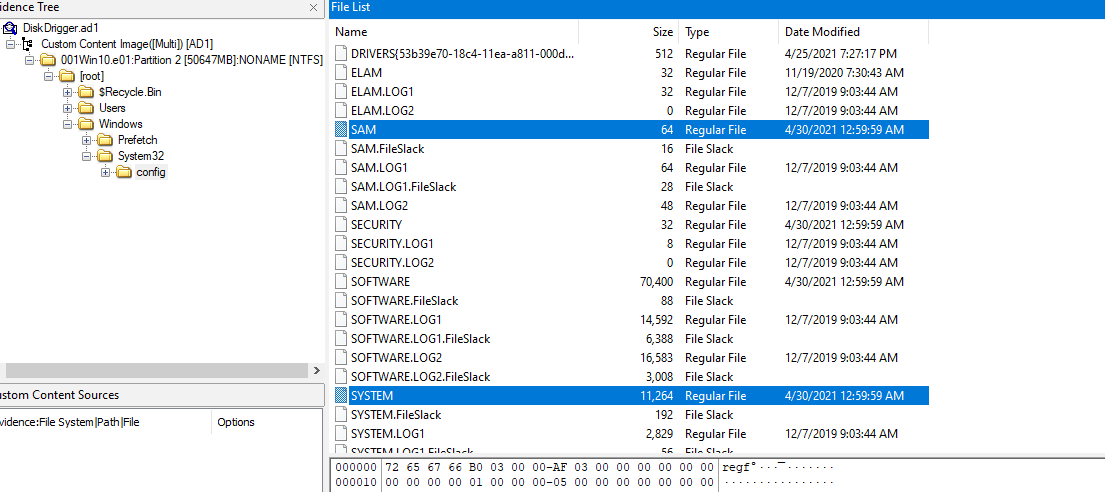 idence Tree
DiskDrigger.ad1
Custom Content Image([Multi]) [AD1]
001Win10.e01:Partition 2 [50647MB]:NONAME [NTFS]
[root]
$Recycle.Bin
Users
Windows
Prefetch
System32
config
ustom Content Sources
vidence:File System|Path|File Options
File List
Name Size Type Date Modified
DRIVERS{53b39e70-18c4-11ea-a811-000d... 512 Regular File 4/25/2021 7:27:17 PM
ELAM 32 Regular File 11/19/2020 7:30:43 AM
ELAM.LOG1 32 Regular File 12/7/2019 9:03:44 AM
ELAM.LOG2 0 Regular File 12/7/2019 9:03:44 AM
SAM 64 Regular File 4/30/2021 12:59:59 AM
SAM.FileSlack 16 File Slack
SAM.LOG1 64 Regular File 12/7/2019 9:03:44 AM
SAM.LOG1.FileSlack 28 File Slack
SAM.LOG2 48 Regular File 12/7/2019 9:03:44 AM
SECURITY 32 Regular File 4/30/2021 12:59:59 AM
SECURITY.LOG1 8 Regular File 12/7/2019 9:03:44 AM
SECURITY.LOG2 0 Regular File 12/7/2019 9:03:44 AM
SOFTWARE 70,400 Regular File 4/30/2021 12:59:59 AM
SOFTWARE.FileSlack 88 File Slack
SOFTWARE.LOG1 14,592 Regular File 12/7/2019 9:03:44 AM
SOFTWARE.LOG1.FileSlack 6,388 File Slack
SOFTWARE.LOG2 16,583 Regular File 12/7/2019 9:03:44 AM
SOFTWARE.LOG2.FileSlack 3,008 File Slack
SYSTEM 11,264 Regular File 4/30/2021 12:59:59 AM
SYSTEM.FileSlack 192 File Slack
SYSTEM.LOG1 2,829 Regular File 12/7/2019 9:03:44 AM
SYSTEM.LOG1.FileSlack 56 File Slack
000000 72 65 67 66 B0 03 00 00-AF 03 00 00 00 00 00 00 regf°···¯·······
000010 00 00 00 00 01 00 00 00-05 00 00 00 00 00 00 00 ················